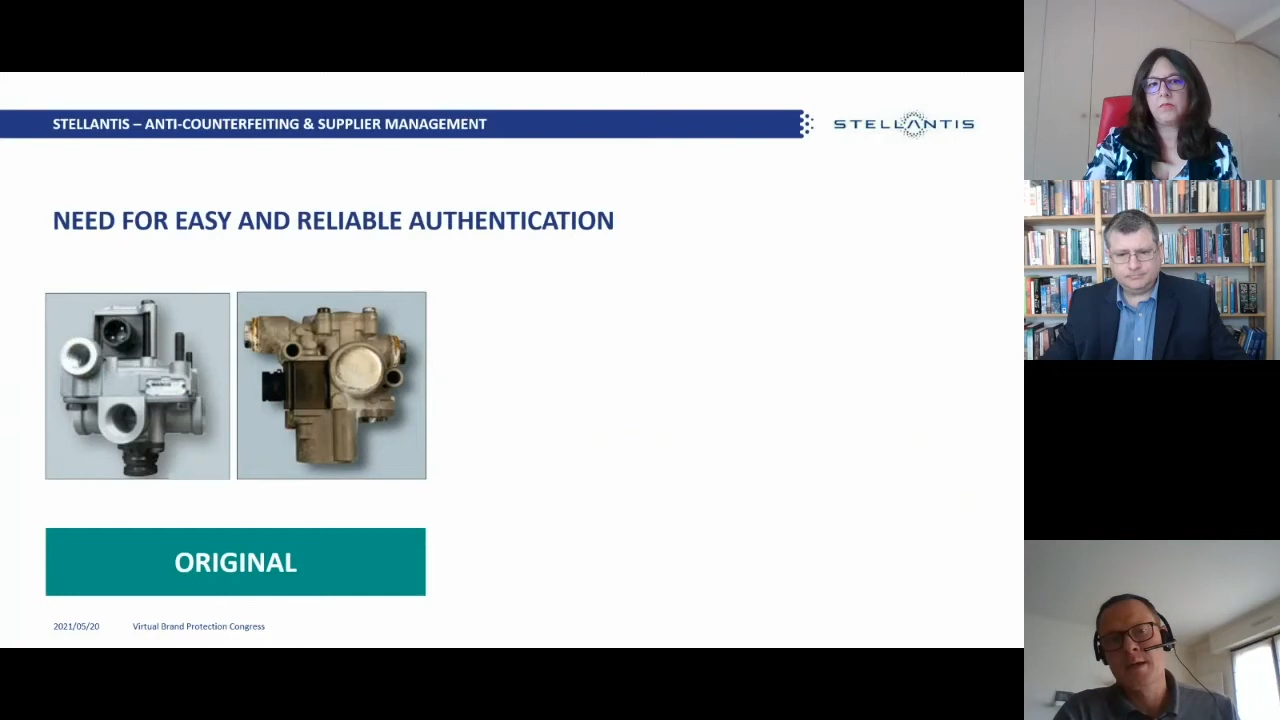 STELLANTIS – ANTI-COUNTERFEITING & SUPPLIER MANAGEMENT
STELLANTIS
NEED FOR EASY AND RELIABLE AUTHENTICATION
ORIGINAL
2021/05/20 Virtual Brand Protection Congress